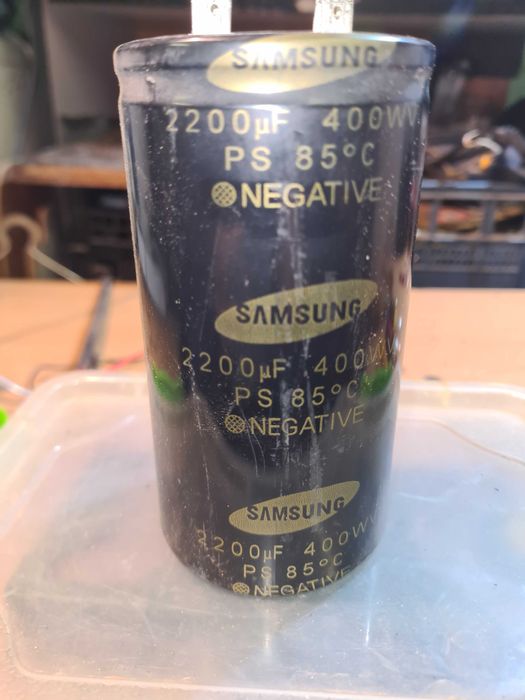 SAMSUNG
2200µF 400WV
PS 85°C
NEGATIVE
SAMSUNG
2200µF 400WV
PS 85°C
NEGATIVE
SAMSUNG
2200µF 400WV
PS 85°C
NEGATIVE